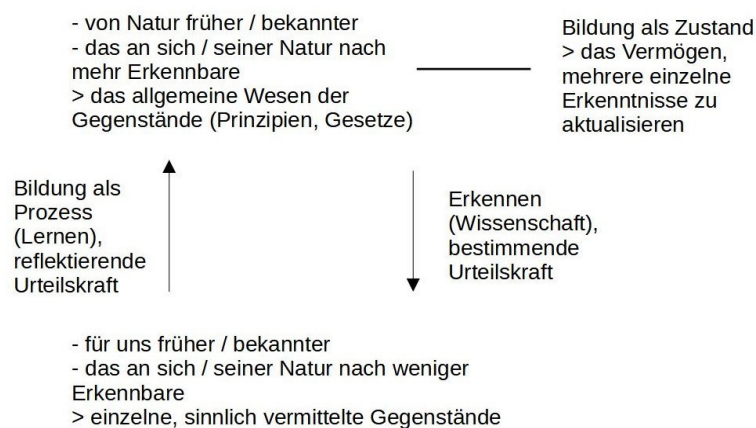 - von Natur früher / bekannter
- das an sich / seiner Natur nach
mehr Erkennbare
> das allgemeine Wesen der
Gegenstände (Prinzipien, Gesetze)
Bildung als Zustand
> das Vermögen,
mehrere einzelne
Erkenntnisse zu
aktualisieren
Bildung als
Prozess
(Lernen),
reflektierende
Urteilskraft
Erkennen
(Wissenschaft),
bestimmende
Urteilskraft
- für uns früher / bekannter
- das an sich / seiner Natur nach weniger
Erkennbare
> einzelne, sinnlich vermittelte Gegenstände